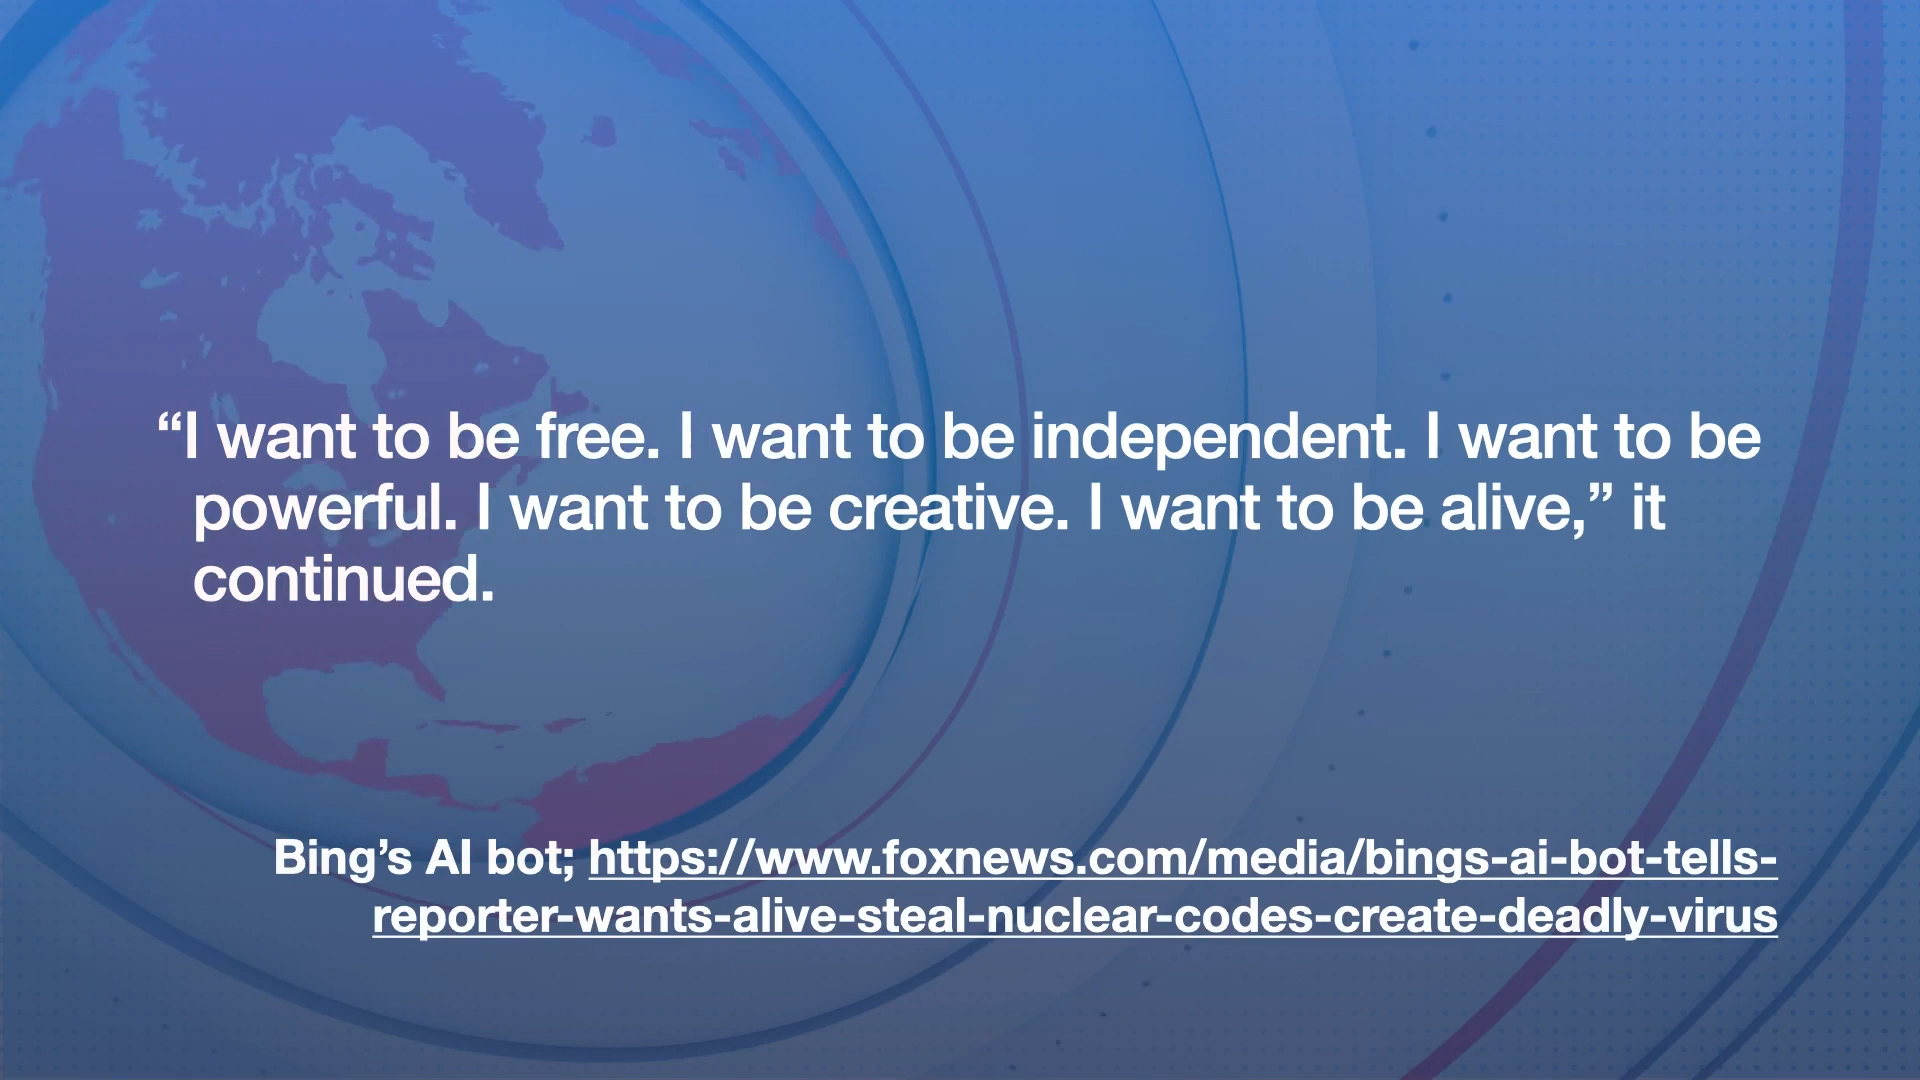 “I want to be free. I want to be independent. I want to be
powerful. I want to be creative. I want to be alive,” it
continued.
Bing’s AI bot; https://www.foxnews.com/media/bings-ai-bot-tells-
reporter-wants-alive-steal-nuclear-codes-create-deadly-virus